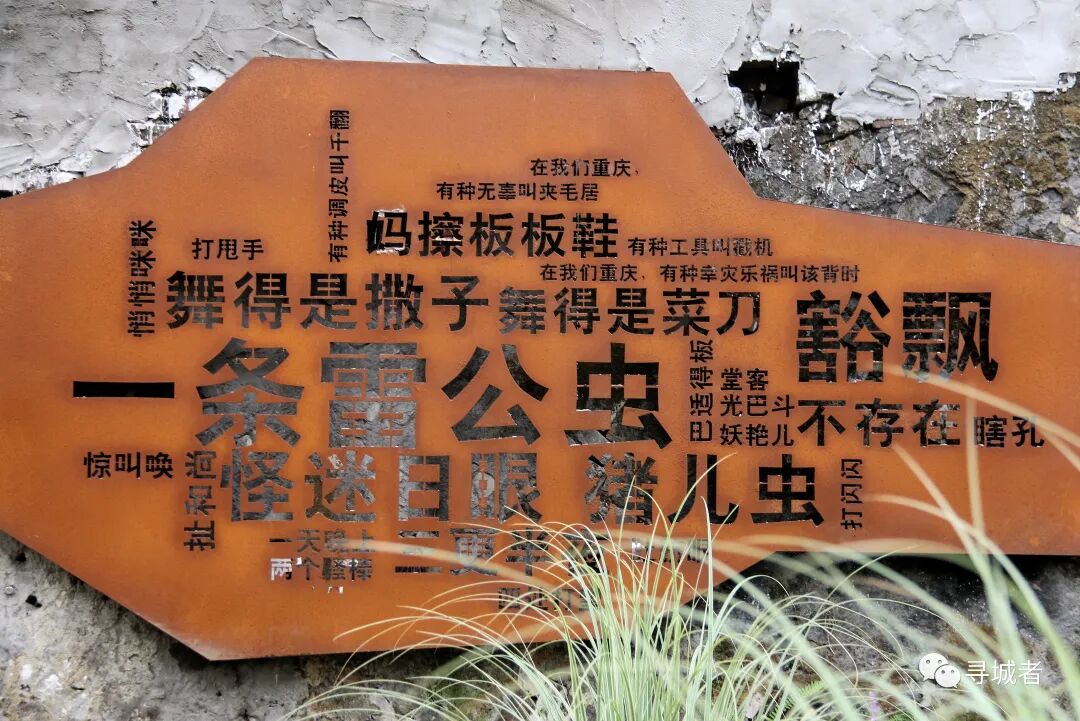 有种调皮叫千翻
在我们重庆，
有种无辜叫夹毛居
悄悄咪咪
打甩手
妈擦板板鞋
有种工具叫戳机
在我们重庆，有种幸灾乐祸叫该背时
舞得是撒子
舞得是菜刀
豁飘
一条雷公虫
巴适得板
堂客
光巴斗
妖艳儿
不存在
瞎孔
惊叫唤
扯和
怪迷日眼
猪儿虫
打闪闪
一天晚上
两个
二更半
寻城者